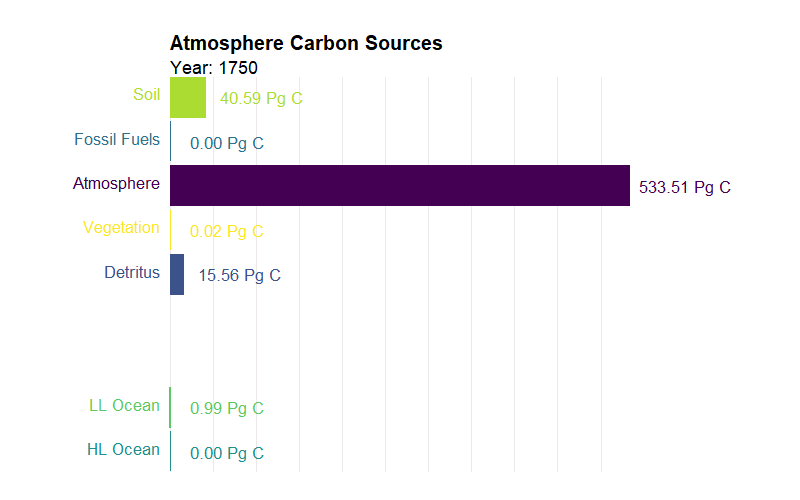 Atmosphere Carbon Sources
Year: 1750
Soil 40.59 Pg C
Fossil Fuels 0.00 Pg C
Atmosphere 533.51 Pg C
Vegetation 0.02 Pg C
Detritus 15.56 Pg C
LL Ocean 0.99 Pg C
HL Ocean 0.00 Pg C